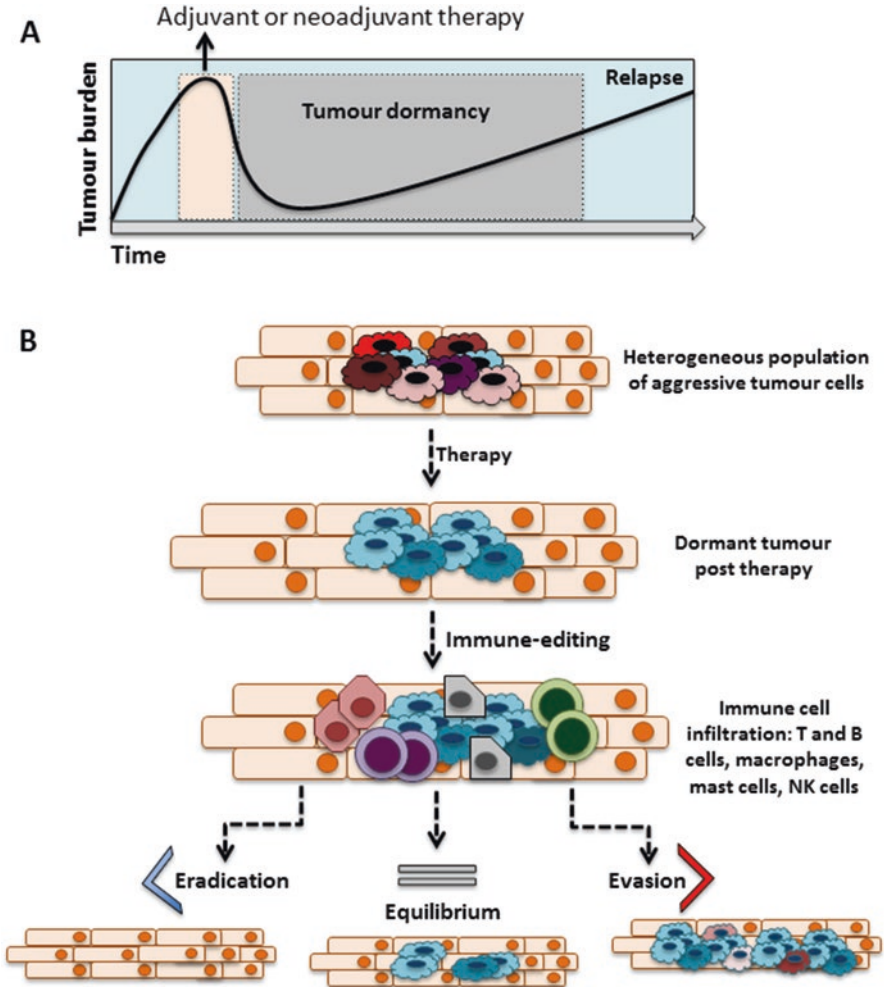 A
Adjuvant or neoadjuvant therapy
Tumour burden
Tumour dormancy
Relapse
Time
B
Heterogeneous population
of aggressive tumour cells
Therapy
Dormant tumour
post therapy
Immune-editing
Immune cell
infiltration: T and B
cells, macrophages,
mast cells, NK cells
Eradication
Equilibrium
Evasion